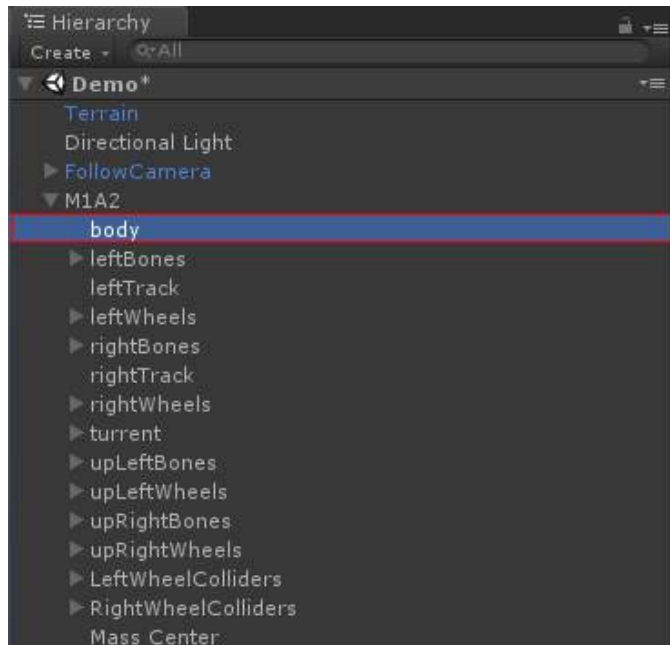 Hierarchy
Create All
Demo*
Terrain
Directional Light
FollowCamera
M1A2
body
leftBones
leftTrack
leftWheels
rightBones
rightTrack
rightWheels
turrent
upLeftBones
upLeftWheels
upRightBones
upRightWheels
LeftWheelColliders
RightWheelColliders
Mass Center